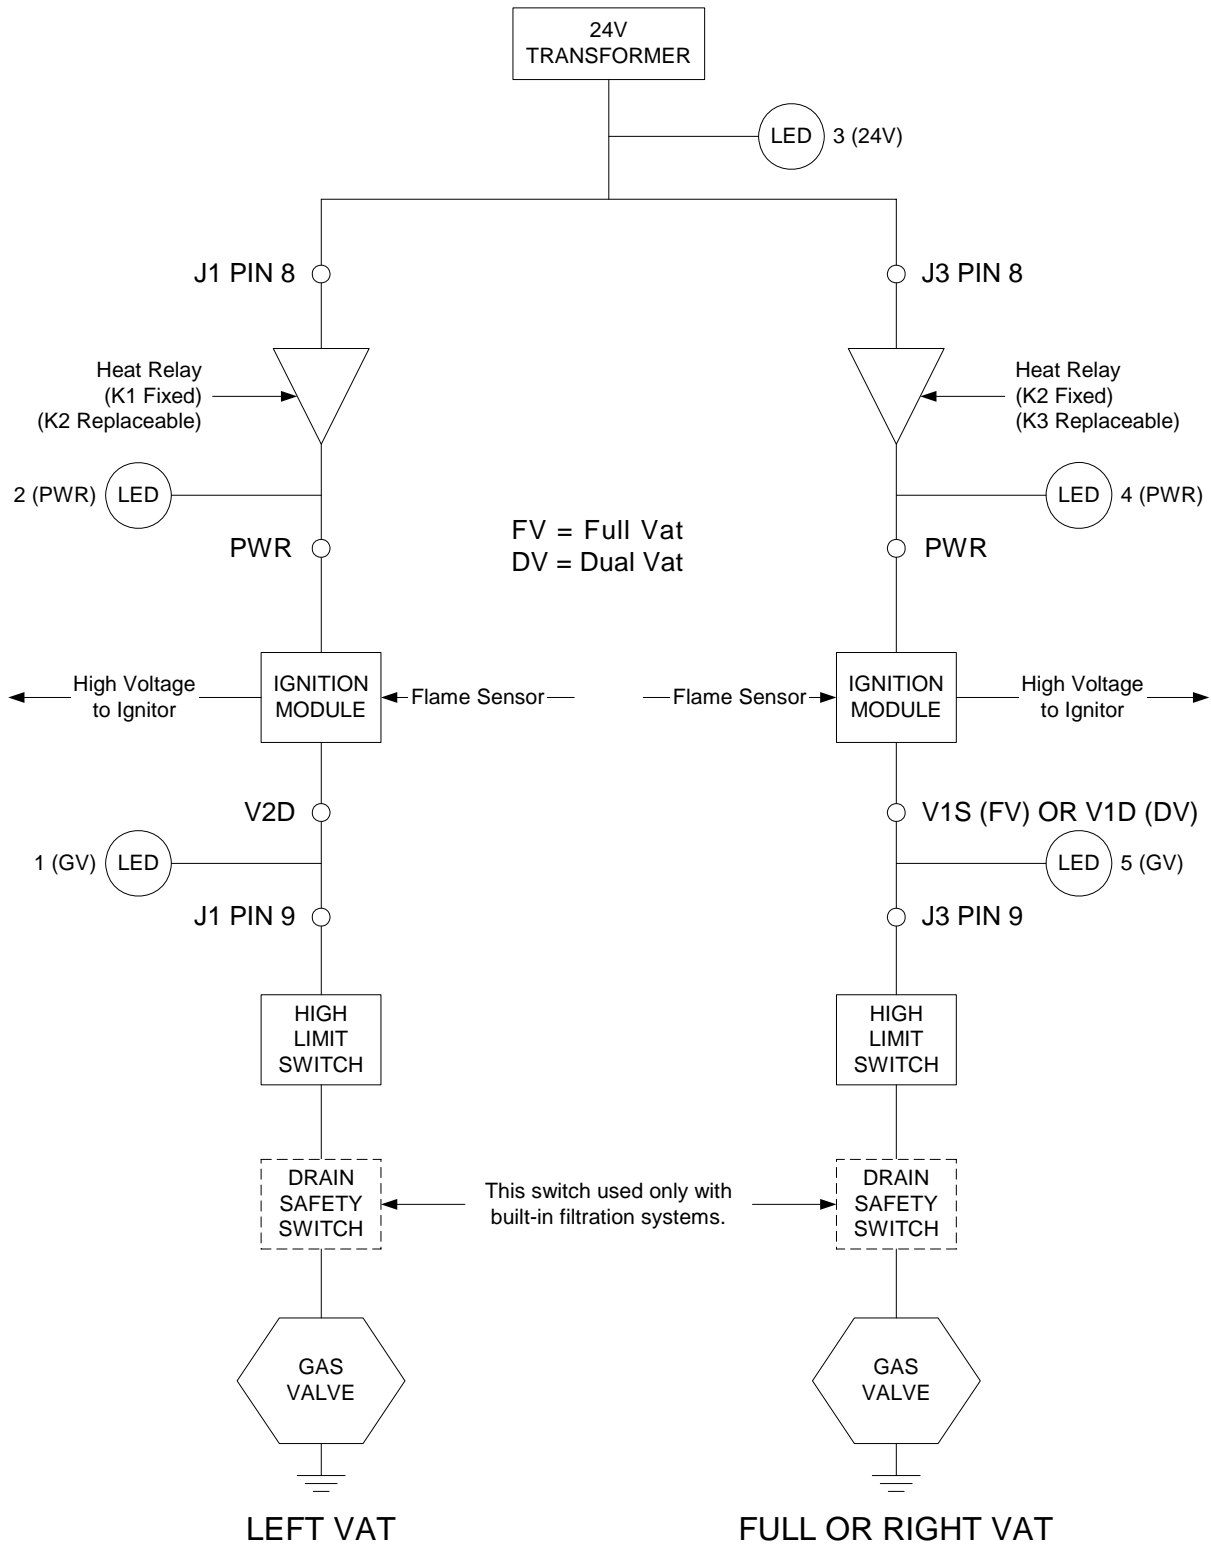 24V
TRANSFORMER
LED 3 (24V)
J1 PIN 8
J3 PIN 8
Heat Relay
(K1 Fixed)
(K2 Replaceable)
Heat Relay
(K2 Fixed)
(K3 Replaceable)
2 (PWR) LED
LED 4 (PWR)
PWR
FV = Full Vat
DV = Dual Vat
PWR
High Voltage
to Ignitor
IGNITION
MODULE
Flame Sensor
Flame Sensor
IGNITION
MODULE
High Voltage
to Ignitor
V2D
V1S (FV) OR V1D (DV)
1 (GV) LED
LED 5 (GV)
J1 PIN 9
J3 PIN 9
HIGH
LIMIT
SWITCH
HIGH
LIMIT
SWITCH
DRAIN
SAFETY
SWITCH
This switch used only with
built-in filtration systems.
DRAIN
SAFETY
SWITCH
GAS
VALVE
GAS
VALVE
LEFT VAT
FULL OR RIGHT VAT